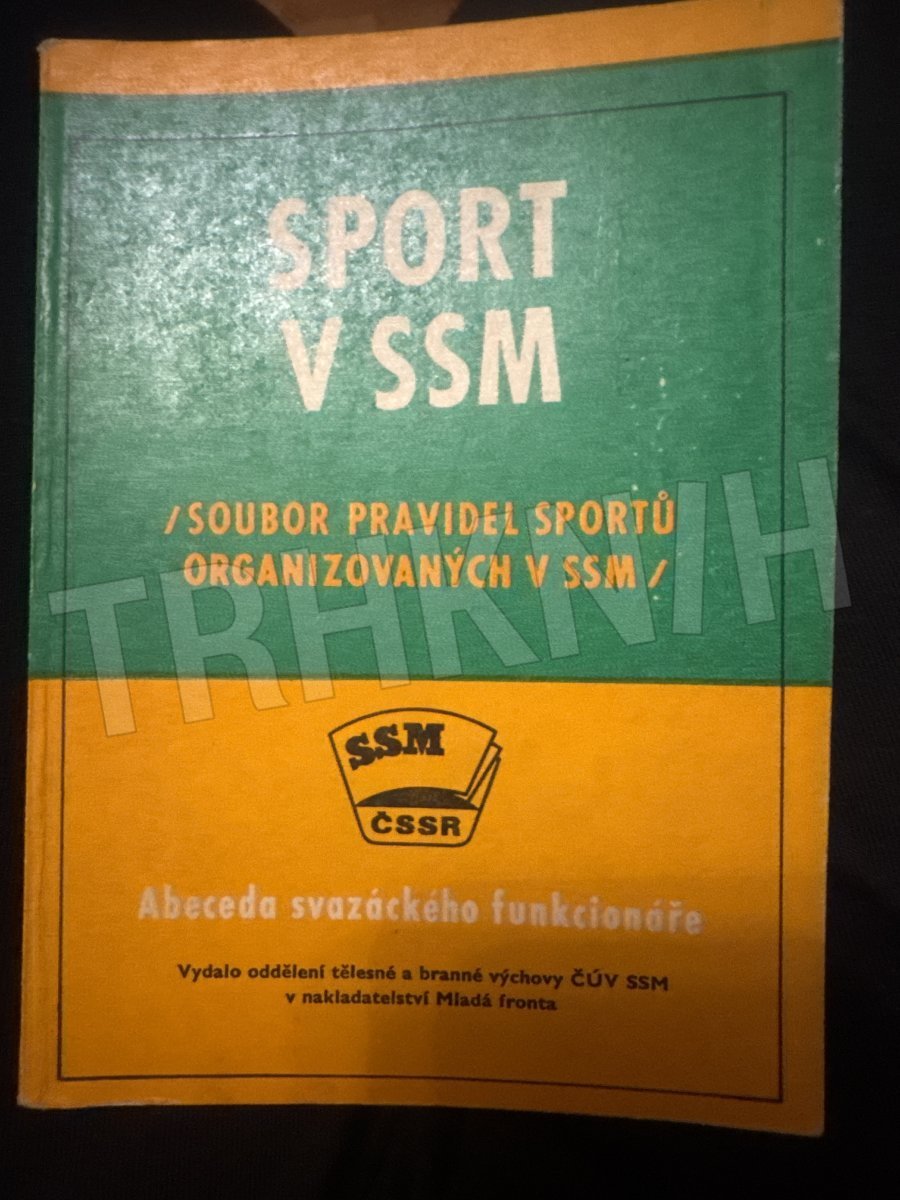 SPORT
V SSM
/SOUBOR PRAVIDEL SPORTŮ
ORGANIZOVANÝCH V SSM/
TRHKNIH
S.S.M
ČSSR
Abeceda svazáckého funkcionáře
Vydalo oddělení tělesné a branné výchovy ČÚV SSM
v nakladatelství Mladá fronta